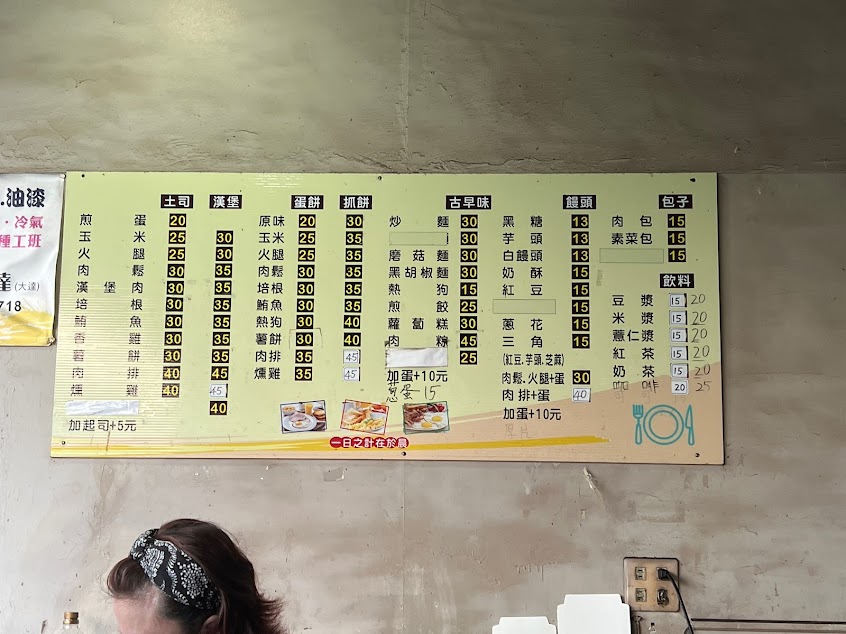 .油漆
．冷氣
種工班
達(大達)
718
土司 漢堡
煎蛋 20
玉米 25 30
火腿 25 30
肉鬆 30 35
漢堡肉 30 35
培根 30 35
鮪魚 30 35
香雞 30 35
薯餅 30 35
肉排 40 45
燻雞 40 45
40
加起司+5元
蛋餅 抓餅
原味 20 30
玉米 25 35
火腿 25 35
肉鬆 30 35
培根 30 35
鮪魚 30 35
熱狗 30 40
薯餅 30 40
肉排 35 45
燻雞 35 45
一日之計在於晨
古早味
炒麵 30
30
磨菇麵 30
黑胡椒麵 30
熱狗 15
煎餃 25
蘿蔔糕 30
肉粽 45
25
加蛋+10元
蔥蛋15
饅頭
黑糖 13
芋頭 13
白饅頭 13
奶酥 15
紅豆 15
15
蔥花 15
三角 15
(紅豆.芋頭.芝麻)
肉鬆.火腿+蛋 30
肉排+蛋 40
加蛋+10元
包子
肉包 15
素菜包 15
15
飲料
豆漿 15 20
米漿 15 20
薏仁漿 15 20
紅茶 15 20
奶茶 15 20
咖啡 20 25